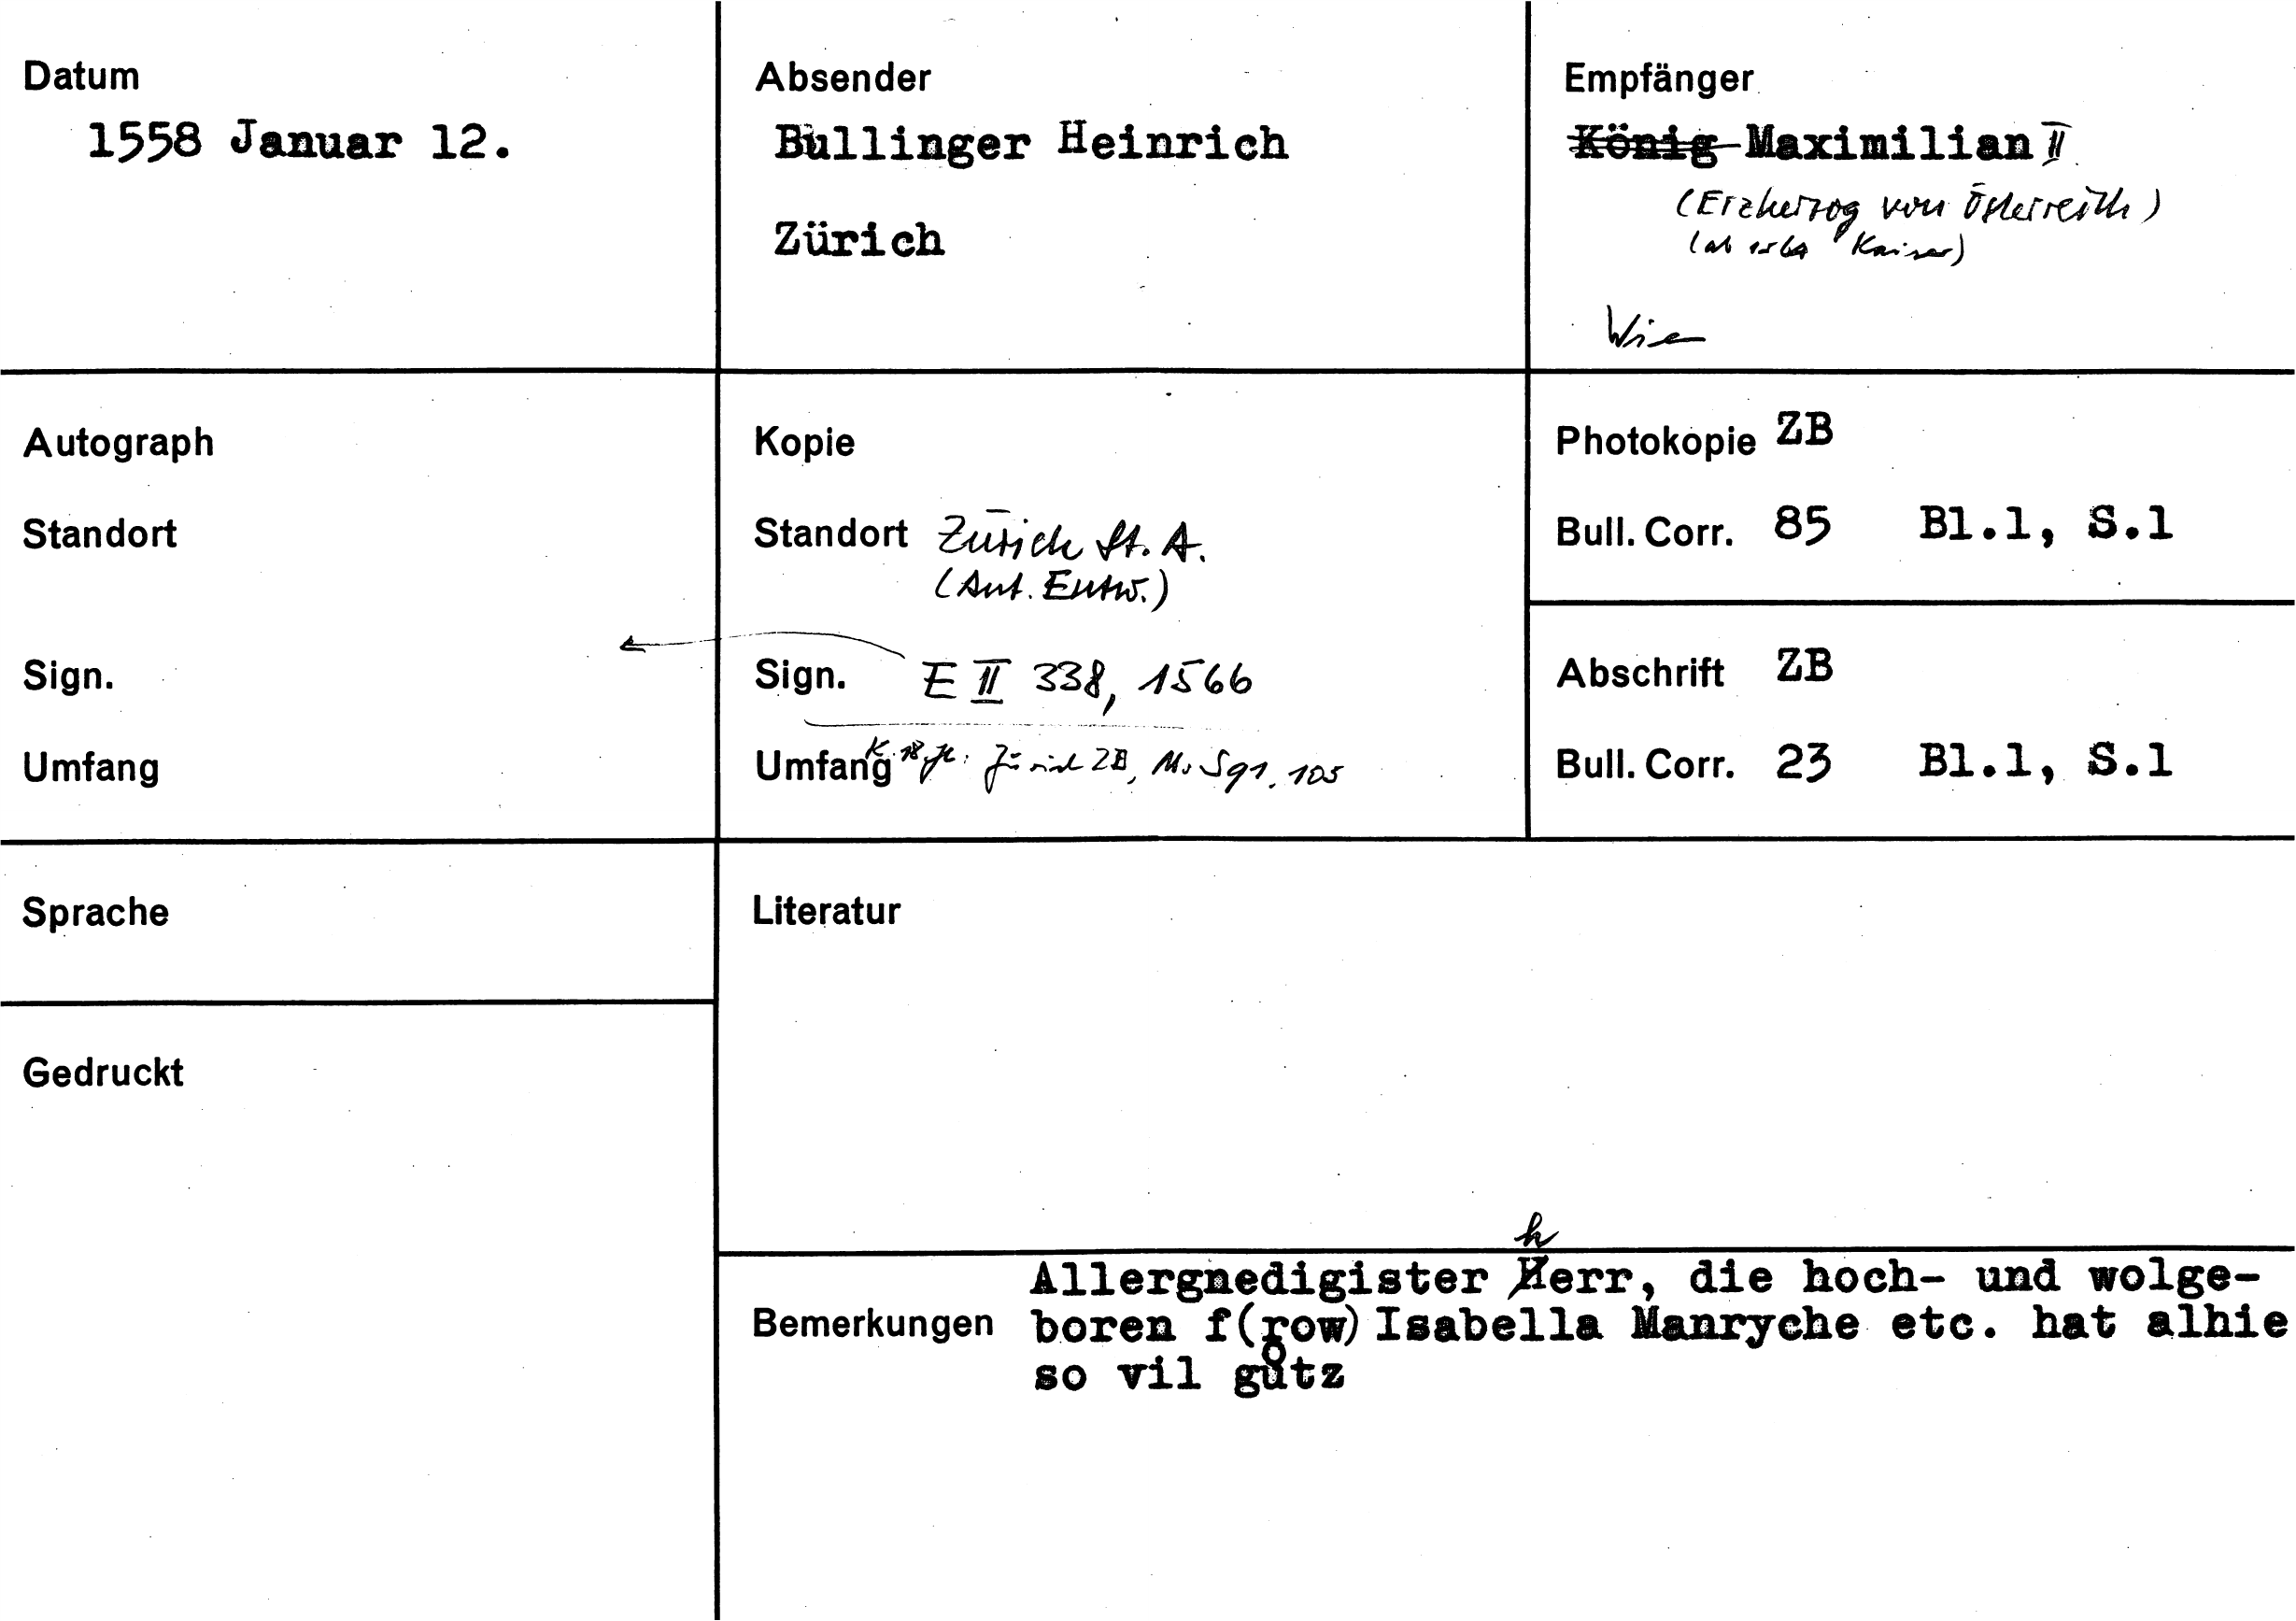 Datum
1558 Januar 12.
Absender
Bullinger Heinrich
Zürich
Empfänger
König Maximilian II
(Erzherzog von Österreich)
(ab 1564 Kaiser)
Wien
Autograph
Standort
Sign.
Umfang
Kopie
Standort Zürich St. A.
(Aut. Entw.)
Sign. E II 338, 1566
Umfang K. 18. Jh.: Zürich ZB, Ms S 91, 105
Photokopie ZB
Bull. Corr. 85 Bl.1, S.1
Abschrift ZB
Bull. Corr. 23 Bl.1, S.1
Sprache
Gedruckt
Literatur
h
Bemerkungen Allergnedigister Herr, die hoch- und wolge-
boren f(row) Isabella Manryche etc. hat alhie
so vil gůtz